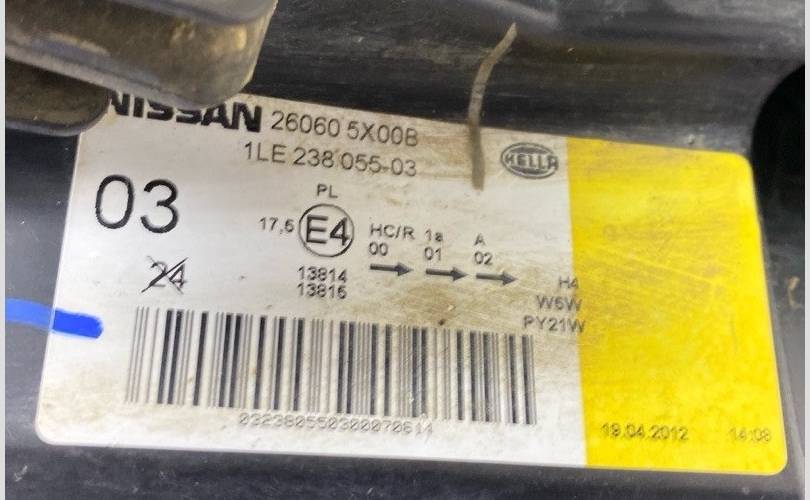 NISSAN 26060 5X00B
1LE 238 055-03
HELLA
03
PL
17,5 E4 HC/R 1a A
00 01 02
24
13814
13815
H4
W5W
PY21W
032380550300070614
19.04.2012 14:08